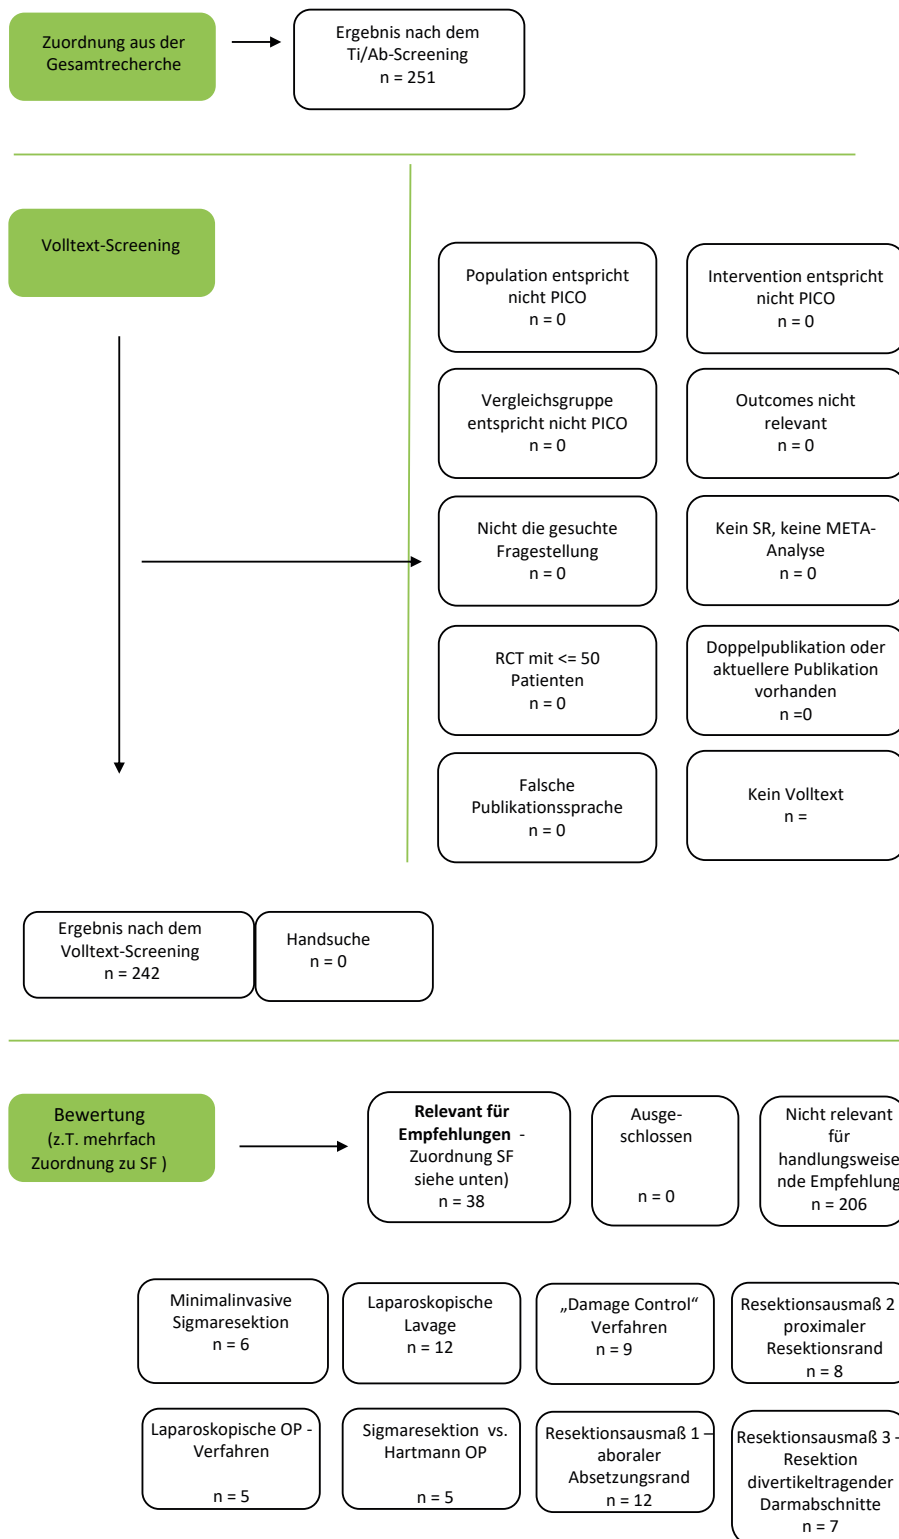 Zuordnung aus der
Gesamtrecherche
Ergebnis nach dem
Ti/Ab-Screening
n = 251
Volltext-Screening
Population entspricht
nicht PICO
n = 0
Intervention entspricht
nicht PICO
n = 0
Vergleichsgruppe
entspricht nicht PICO
n = 0
Outcomes nicht
relevant
n = 0
Nicht die gesuchte
Fragestellung
n = 0
Kein SR, keine META-
Analyse
n = 0
RCT mit <= 50
Patienten
n = 0
Doppelpublikation oder
aktuellere Publikation
vorhanden
n =0
Falsche
Publikationssprache
n = 0
Kein Volltext
n =
Ergebnis nach dem
Volltext-Screening
n = 242
Handsuche
n = 0
Bewertung
(z.T. mehrfach
Zuordnung zu SF )
Relevant für
Empfehlungen -
Zuordnung SF
siehe unten)
n = 38
Ausge-
schlossen
n = 0
Nicht relevant
für
handlungsweise
nde Empfehlung
n = 206
Minimalinvasive
Sigmaresektion
n = 6
Laparoskopische
Lavage
n = 12
„Damage Control“
Verfahren
n = 9
Resektionsausmaß 2
proximaler
Resektionsrand
n = 8
Laparoskopische OP -
Verfahren
n = 5
Sigmaresektion vs.
Hartmann OP
n = 5
Resektionsausmaß 1 –
aboraler
Absetzungsrand
n = 12
Resektionsausmaß 3 –
Resektion
divertikeltragender
Darmabschnitte
n = 7